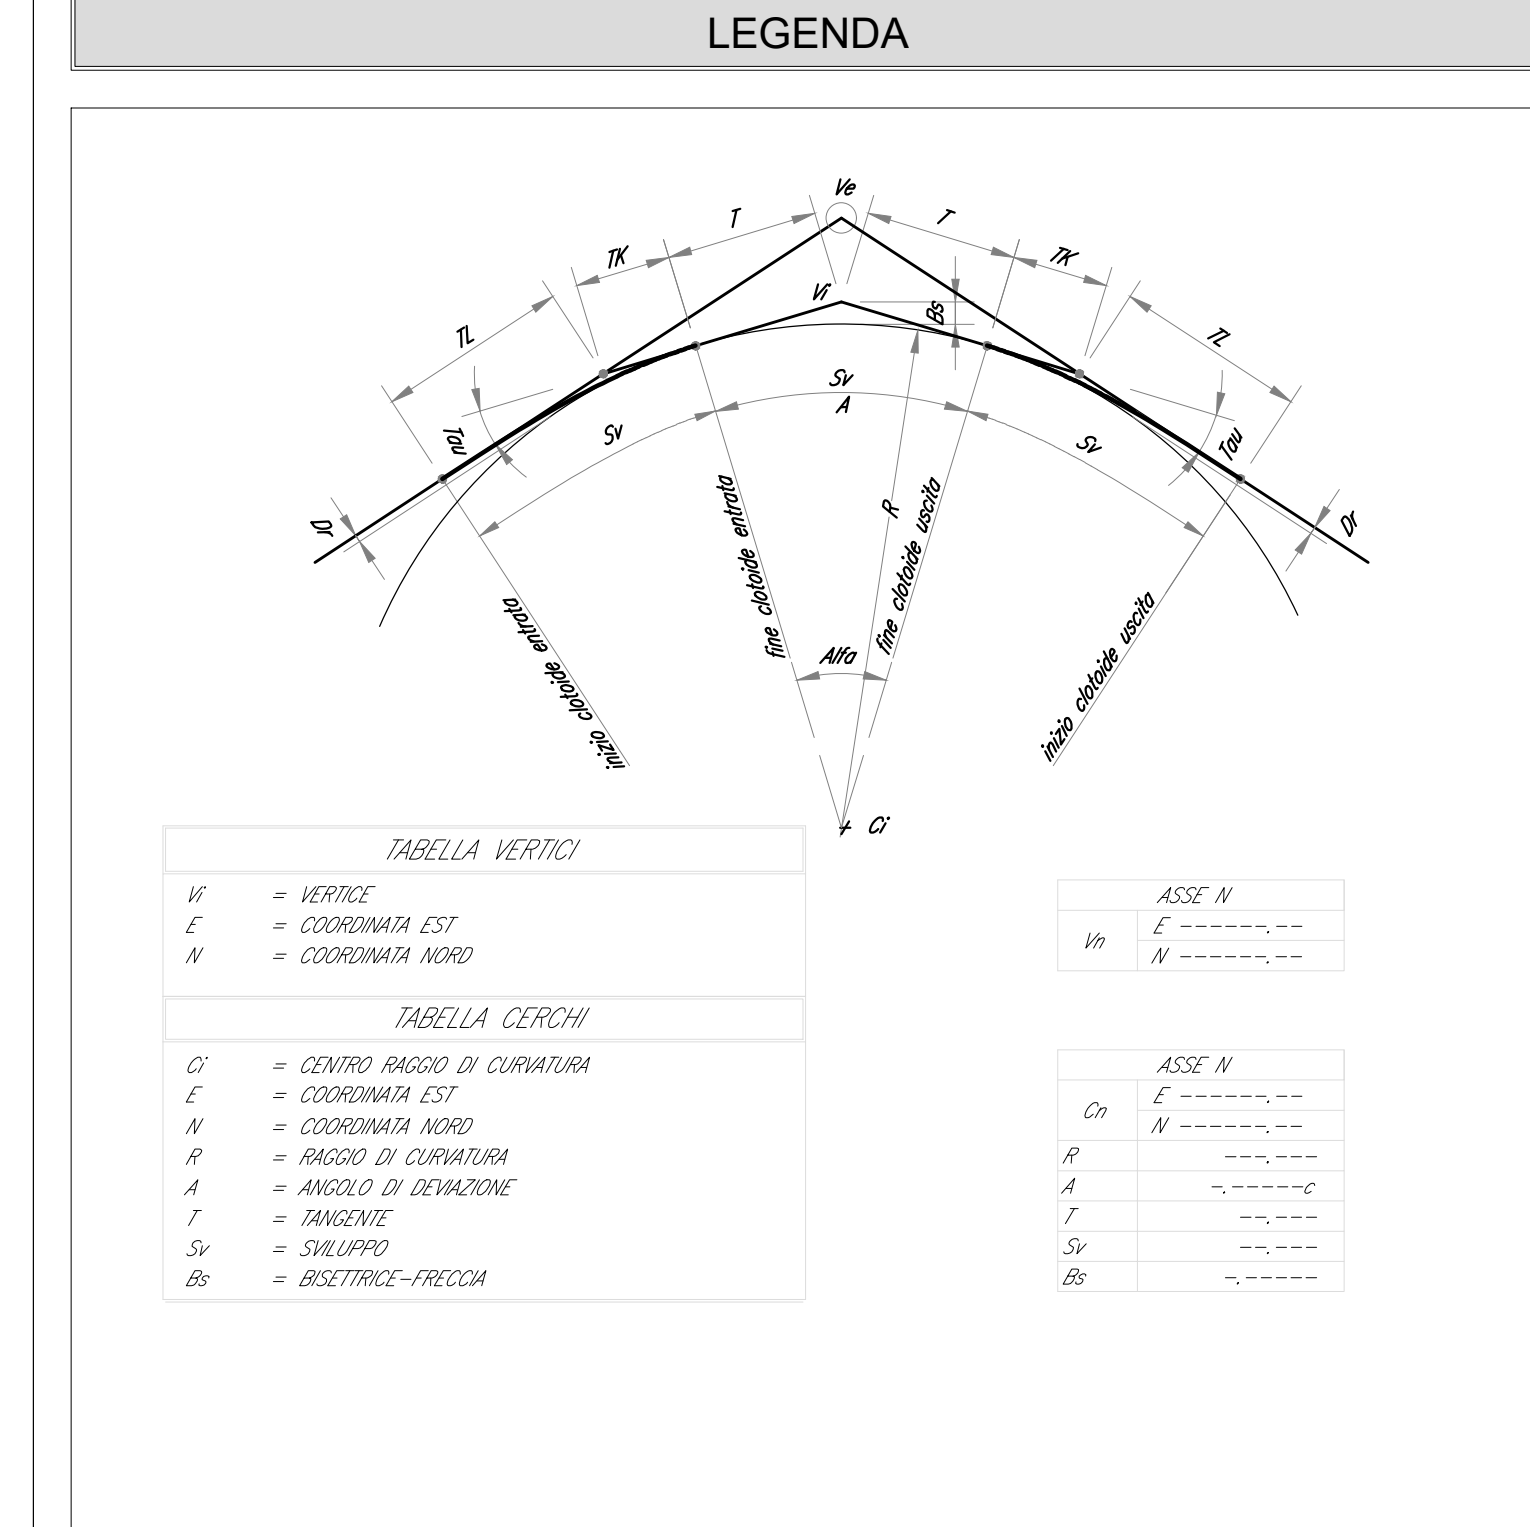 LEGENDA
Ve
T
T
TK
TK
Vi
Bs
TL
TL
Sv
A
Sv
Sv
Tau
Tau
Dr
Dr
R
fine clotoide entrata
fine clotoide uscita
inizio clotoide entrata
inizio clotoide uscita
Alfa
Ci
TABELLA VERTICI
Vi = VERTICE
E = COORDINATA EST
N = COORDINATA NORD
TABELLA CERCHI
Ci = CENTRO RAGGIO DI CURVATURA
E = COORDINATA EST
N = COORDINATA NORD
R = RAGGIO DI CURVATURA
A = ANGOLO DI DEVIAZIONE
T = TANGENTE
Sv = SVILUPPO
Bs = BISETTRICE-FRECCIA
ASSE N
Vn
E ------.--
N ------.--
ASSE N
Cn
E ------.--
N ------.--
R ---.---
A -.-----c
T --.---
Sv --.---
Bs -.-----